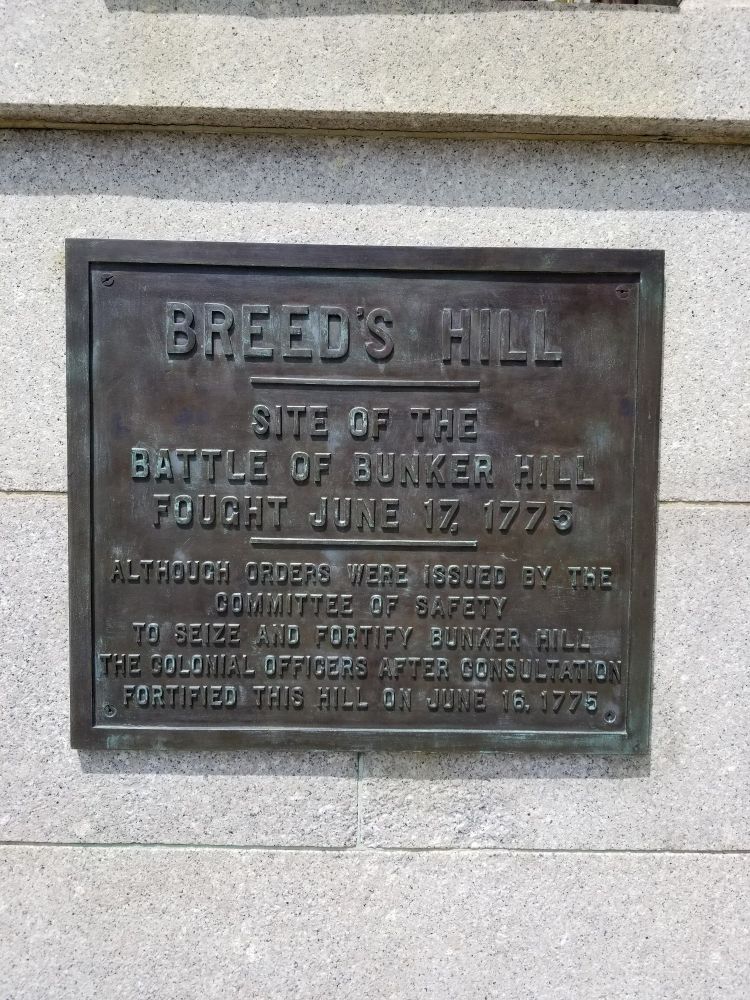 BREED'S HILL
SITE OF THE
BATTLE OF BUNKER HILL
FOUGHT JUNE 17, 1775
ALTHOUGH ORDERS WERE ISSUED BY THE
COMMITTEE OF SAFETY
TO SEIZE AND FORTIFY BUNKER HILL
THE COLONIAL OFFICERS AFTER CONSULTATION
FORTIFIED THIS HILL ON JUNE 16, 1775